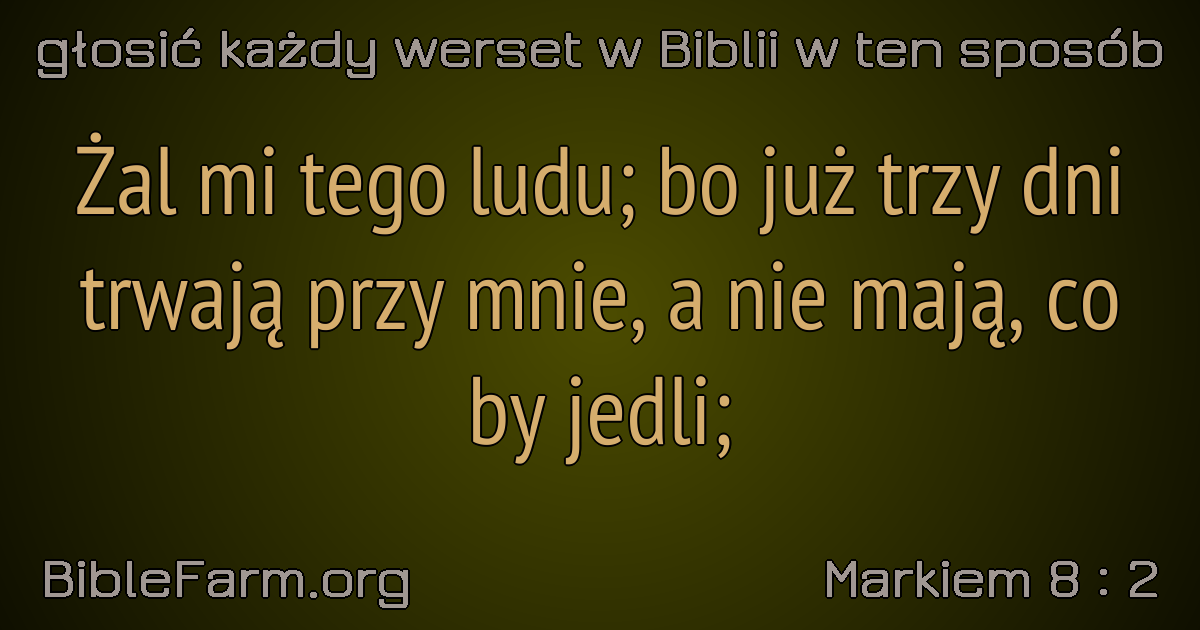 głosić każdy werset w Biblii w ten sposób
Żal mi tego ludu; bo już trzy dni
trwają przy mnie, a nie mają, co
by jedli;
BibleFarm.org
Markiem 8 : 2